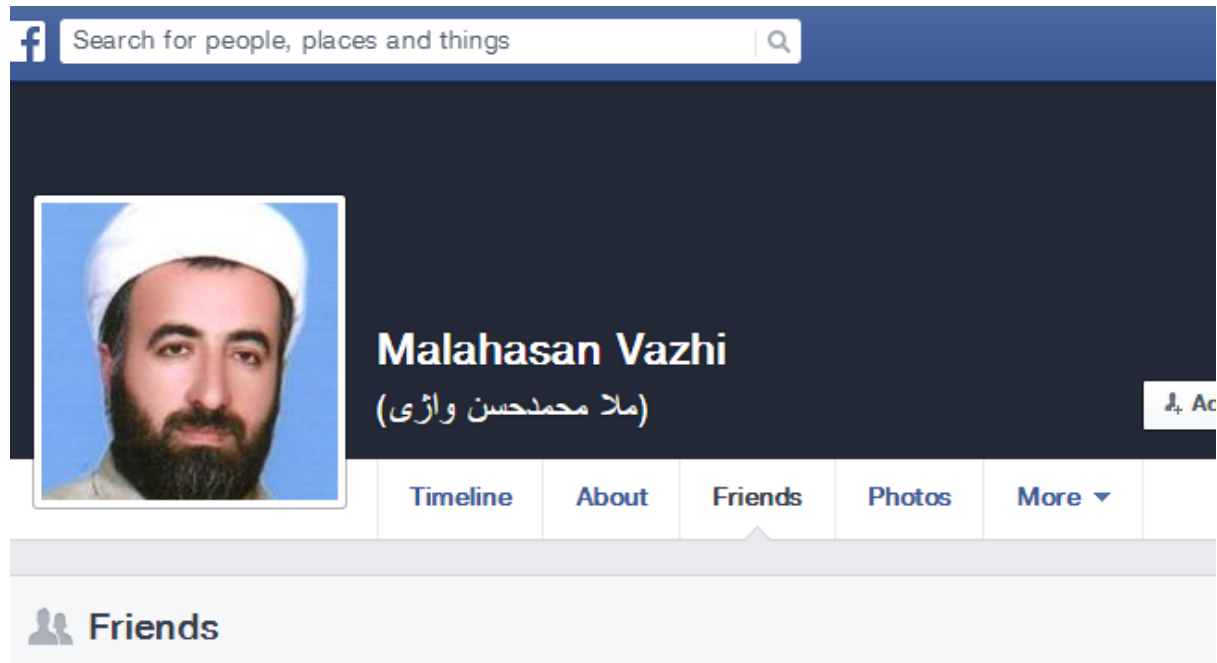 f Search for people, places and things
Malahasan Vazhi
(ملا محمدحسن واژی)
Timeline About Friends Photos More
Friends